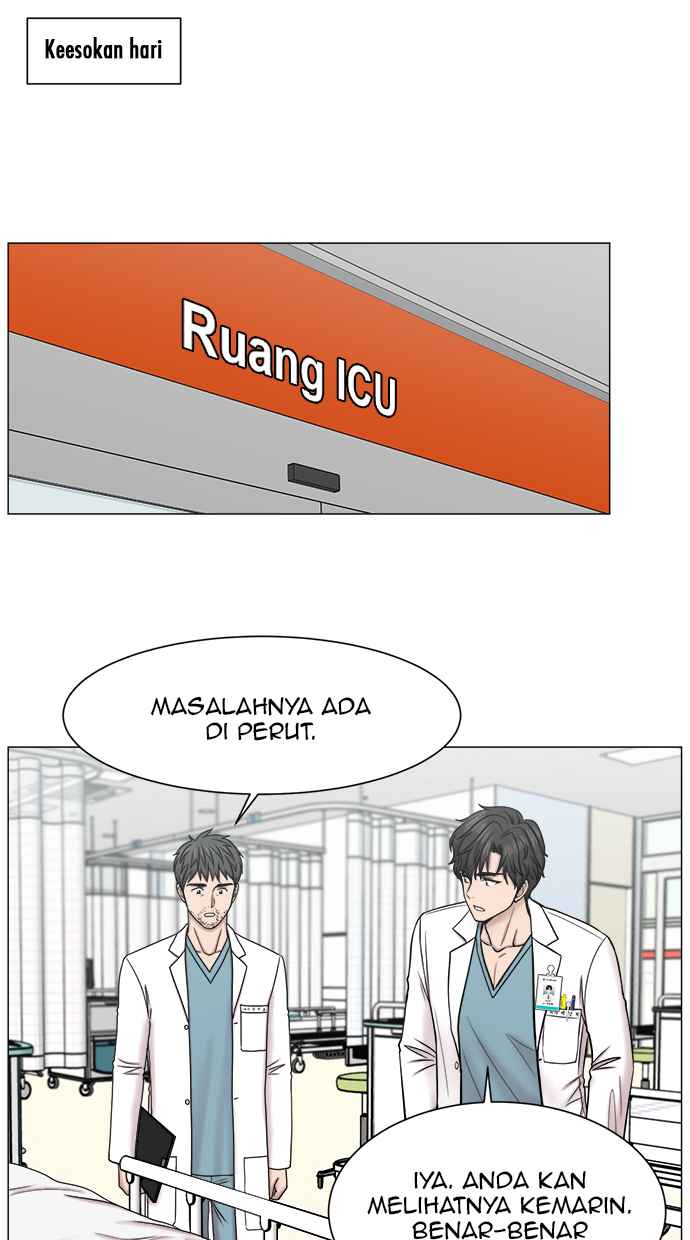 Keesokan hari
Ruang ICU
MASALAHNYA ADA
DI PERUT.
IYA. ANDA KAN
MELIHATNYA KEMARIN.
BENAR-BENAR